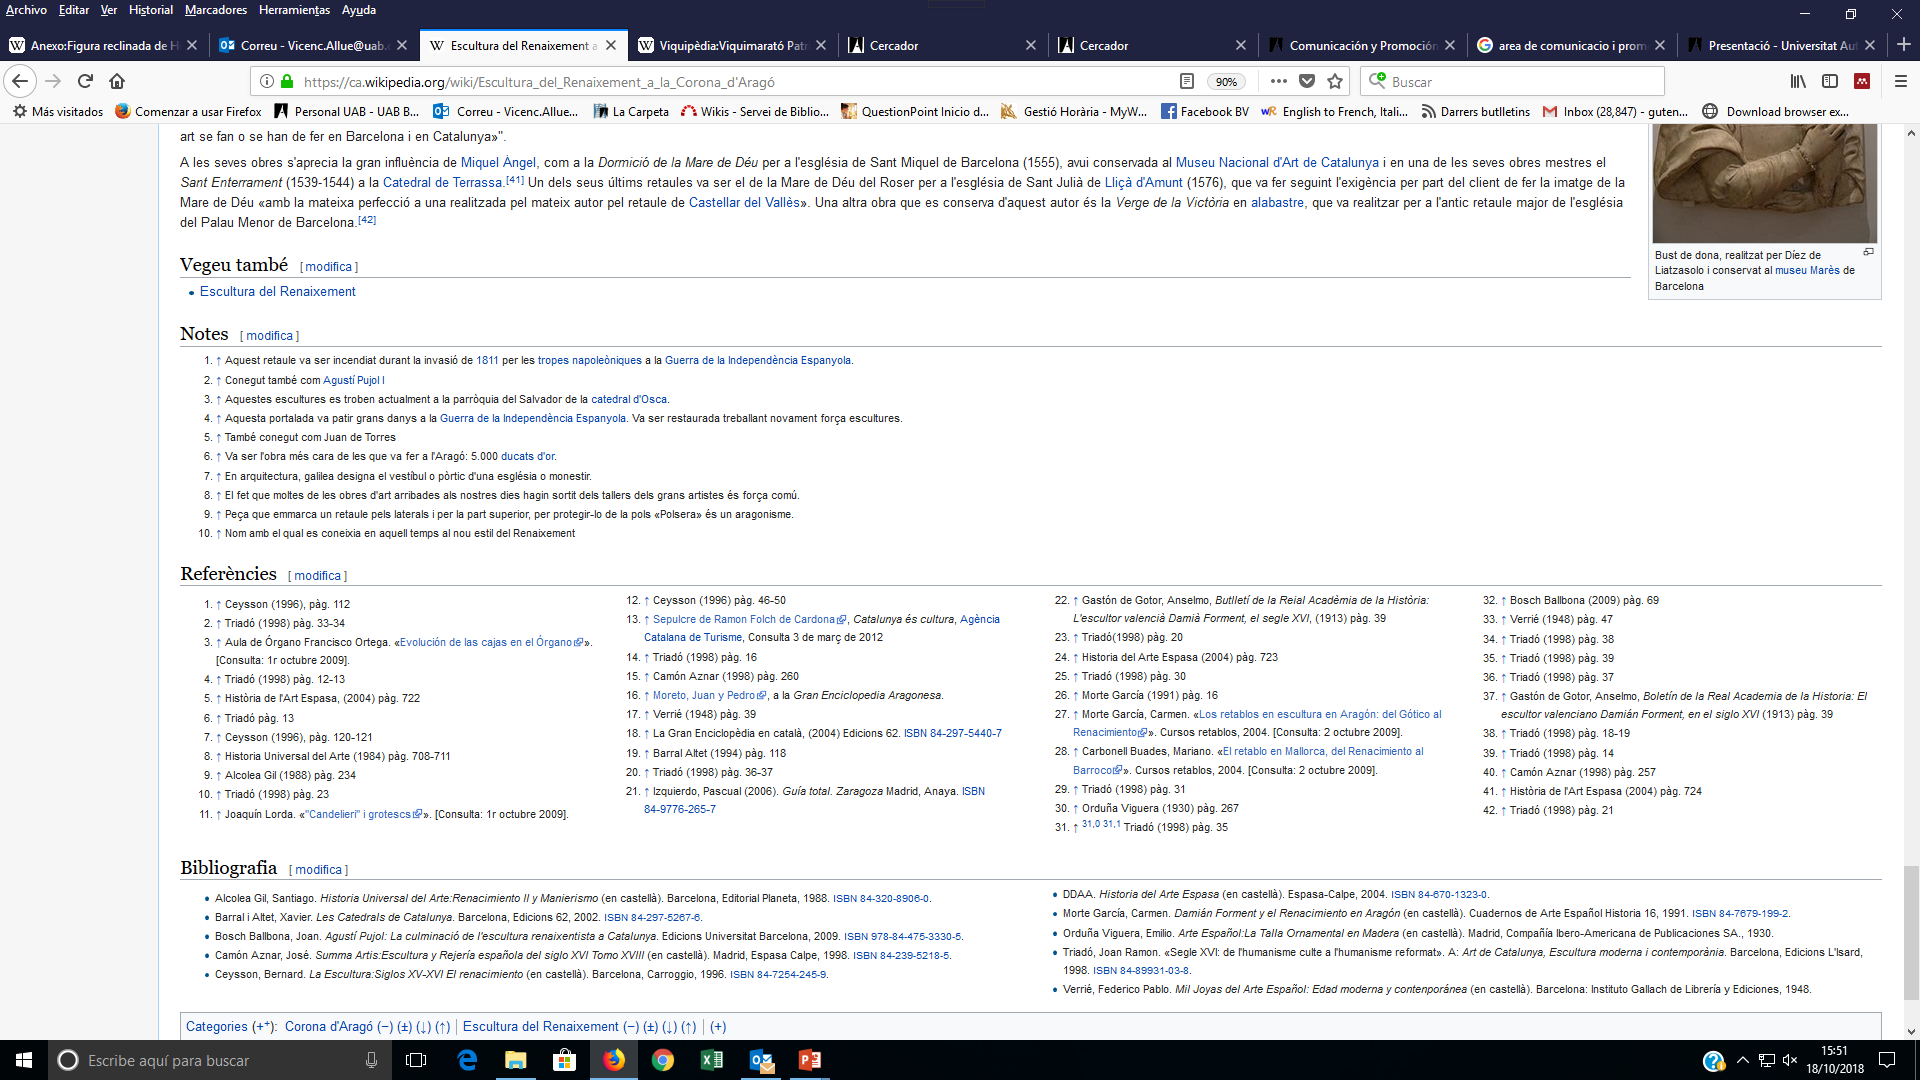 Archivo Editar Ver Historial Marcadores Herramientas Ayuda
Anexo:Figura reclinada de H
Correu - Vicenc.Allue@uab.
Escultura del Renaixement a
Viquipèdia:Viquimarató Patr
Cercador
Cercador
Comunicación y Promoción
area de comunicacio i prom
Presentació - Universitat Aut
https://ca.wikipedia.org/wiki/Escultura_del_Renaixement_a_la_Corona_d'Aragó
90%
Buscar
Más visitados
Comenzar a usar Firefox
Personal UAB - UAB B...
Correu - Vicenc.Allue...
La Carpeta
Wikis - Servei de Biblio...
QuestionPoint Inicio d...
Gestió Horària - MyW...
Facebook BV
English to French, Itali...
Darrers butlletins
Inbox (28,847) - guten...
Download browser ex...
art se fan o se han de fer en Barcelona i en Catalunya»".
A les seves obres s'aprecia la gran influència de Miquel Àngel, com a la Dormició de la Mare de Déu per a l'església de Sant Miquel de Barcelona (1555), avui conservada al Museu Nacional d'Art de Catalunya i en una de les seves obres mestres el
Sant Enterrament (1539-1544) a la Catedral de Terrassa.[41] Un dels seus últims retaules va ser el de la Mare de Déu del Roser per a l'església de Sant Julià de Lliçà d'Amunt (1576), que va fer seguint l'exigència per part del client de fer la imatge de la
Mare de Déu «amb la mateixa perfecció a una realitzada pel mateix autor pel retaule de Castellar del Vallès». Una altra obra que es conserva d'aquest autor és la Verge de la Victòria en alabastre, que va realitzar per a l'antic retaule major de l'església
del Palau Menor de Barcelona.[42]
Bust de dona, realitzat per Díez de
Liatzasolo i conservat al museu Marès de
Barcelona
Vegeu també [ modifica ]
• Escultura del Renaixement
Notes [ modifica ]
1. ↑ Aquest retaule va ser incendiat durant la invasió de 1811 per les tropes napoleòniques a la Guerra de la Independència Espanyola.
2. ↑ Conegut també com Agustí Pujol I
3. ↑ Aquestes escultures es troben actualment a la parròquia del Salvador de la catedral d'Osca.
4. ↑ Aquesta portalada va patir grans danys a la Guerra de la Independència Espanyola. Va ser restaurada treballant novament força escultures.
5. ↑ També conegut com Juan de Torres
6. ↑ Va ser l'obra més cara de les que va fer a l'Aragó: 5.000 ducats d'or.
7. ↑ En arquitectura, galilea designa el vestíbul o pòrtic d'una església o monestir.
8. ↑ El fet que moltes de les obres d'art arribades als nostres dies hagin sortit dels tallers dels grans artistes és força comú.
9. ↑ Peça que emmarca un retaule pels laterals i per la part superior, per protegir-lo de la pols «Polsera» és un aragonisme.
10. ↑ Nom amb el qual es coneixia en aquell temps al nou estil del Renaixement
Referències [ modifica ]
1. ↑ Ceysson (1996), pàg. 112
2. ↑ Triadó (1998) pàg. 33-34
3. ↑ Aula de Órgano Francisco Ortega. «Evolución de las cajas en el Órgano».
[Consulta: 1r octubre 2009].
4. ↑ Triadó (1998) pàg. 12-13
5. ↑ Història de l'Art Espasa, (2004) pàg. 722
6. ↑ Triadó pàg. 13
7. ↑ Ceysson (1996), pàg. 120-121
8. ↑ Historia Universal del Arte (1984) pàg. 708-711
9. ↑ Alcolea Gil (1988) pàg. 234
10. ↑ Triadó (1998) pàg. 23
11. ↑ Joaquín Lorda. «"Candelieri" i grotescs». [Consulta: 1r octubre 2009].
12. ↑ Ceysson (1996) pàg. 46-50
13. ↑ Sepulcre de Ramon Folch de Cardona, Catalunya és cultura, Agència
Catalana de Turisme, Consulta 3 de març de 2012
14. ↑ Triadó (1998) pàg. 16
15. ↑ Camón Aznar (1998) pàg. 260
16. ↑ Moreto, Juan y Pedro, a la Gran Enciclopedia Aragonesa.
17. ↑ Verrié (1948) pàg. 39
18. ↑ La Gran Enciclopèdia en català, (2004) Edicions 62. ISBN 84-297-5440-7
19. ↑ Barral Altet (1994) pàg. 118
20. ↑ Triadó (1998) pàg. 36-37
21. ↑ Izquierdo, Pascual (2006). Guía total. Zaragoza Madrid, Anaya. ISBN
84-9776-265-7
22. ↑ Gastón de Gotor, Anselmo, Butlletí de la Reial Acadèmia de la Història:
L'escultor valencià Damià Forment, el segle XVI, (1913) pàg. 39
23. ↑ Triadó(1998) pàg. 20
24. ↑ Historia del Arte Espasa (2004) pàg. 723
25. ↑ Triadó (1998) pàg. 30
26. ↑ Morte García (1991) pàg. 16
27. ↑ Morte García, Carmen. «Los retablos en escultura en Aragón: del Gótico al
Renacimiento». Cursos retablos, 2004. [Consulta: 2 octubre 2009].
28. ↑ Carbonell Buades, Mariano. «El retablo en Mallorca, del Renacimiento al
Barroco». Cursos retablos, 2004. [Consulta: 2 octubre 2009].
29. ↑ Triadó (1998) pàg. 31
30. ↑ Orduña Viguera (1930) pàg. 267
31. ↑ 31,0 31,1 Triadó (1998) pàg. 35
32. ↑ Bosch Ballbona (2009) pàg. 69
33. ↑ Verrié (1948) pàg. 47
34. ↑ Triadó (1998) pàg. 38
35. ↑ Triadó (1998) pàg. 39
36. ↑ Triadó (1998) pàg. 37
37. ↑ Gastón de Gotor, Anselmo, Boletín de la Real Academia de la Historia: El
escultor valenciano Damián Forment, en el siglo XVI (1913) pàg. 39
38. ↑ Triadó (1998) pàg. 18-19
39. ↑ Triadó (1998) pàg. 14
40. ↑ Camón Aznar (1998) pàg. 257
41. ↑ Història de l'Art Espasa (2004) pàg. 724
42. ↑ Triadó (1998) pàg. 21
Bibliografia [ modifica ]
• Alcolea Gil, Santiago. Historia Universal del Arte:Renacimiento II y Manierismo (en castellà). Barcelona, Editorial Planeta, 1988. ISBN 84-320-8906-0.
• Barral i Altet, Xavier. Les Catedrals de Catalunya. Barcelona, Edicions 62, 2002. ISBN 84-297-5267-6.
• Bosch Ballbona, Joan. Agustí Pujol: La culminació de l'escultura renaixentista a Catalunya. Edicions Universitat Barcelona, 2009. ISBN 978-84-475-3330-5.
• Camón Aznar, José. Summa Artis:Escultura y Rejería española del siglo XVI Tomo XVIII (en castellà). Madrid, Espasa Calpe, 1998. ISBN 84-239-5218-5.
• Ceysson, Bernard. La Escultura:Siglos XV-XVI El renacimiento (en castellà). Barcelona, Carroggio, 1996. ISBN 84-7254-245-9.
• DDAA. Historia del Arte Espasa (en castellà). Espasa-Calpe, 2004. ISBN 84-670-1323-0.
• Morte García, Carmen. Damián Forment y el Renacimiento en Aragón (en castellà). Cuadernos de Arte Español Historia 16, 1991. ISBN 84-7679-199-2.
• Orduña Viguera, Emilio. Arte Español:La Talla Ornamental en Madera (en castellà). Madrid, Compañía Ibero-Americana de Publicaciones SA., 1930.
• Triadó, Joan Ramon. «Segle XVI: de l'humanisme culte a l'humanisme reformat». A: Art de Catalunya, Escultura moderna i contemporània. Barcelona, Edicions L'Isard,
1998. ISBN 84-89931-03-8.
• Verrié, Federico Pablo. Mil Joyas del Arte Español: Edad moderna y contenporánea (en castellà). Barcelona: Instituto Gallach de Librería y Ediciones, 1948.
Categories (+⁺): Corona d'Aragó (−) (±) (↓) (↑) | Escultura del Renaixement (−) (±) (↓) (↑) | (+)
Escribe aquí para buscar
15:51
18/10/2018